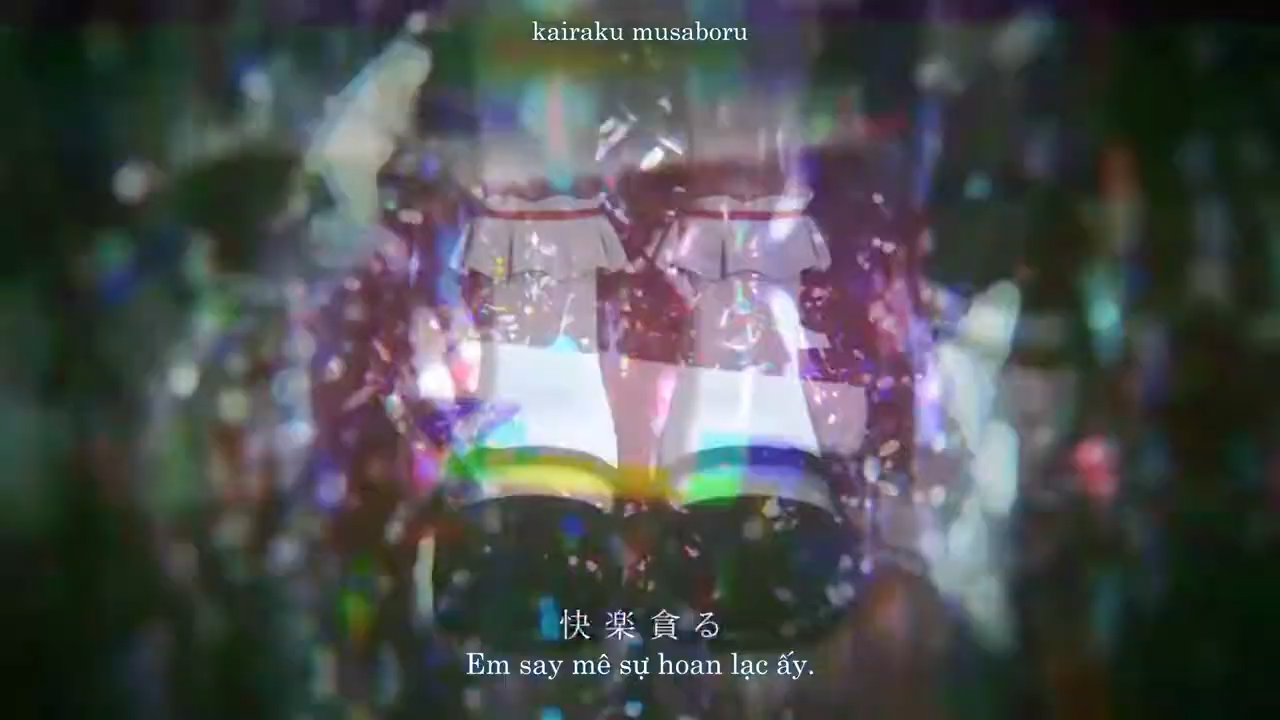 kairaku musaboru
快楽貪る
Em say mê sự hoan lạc ấy.